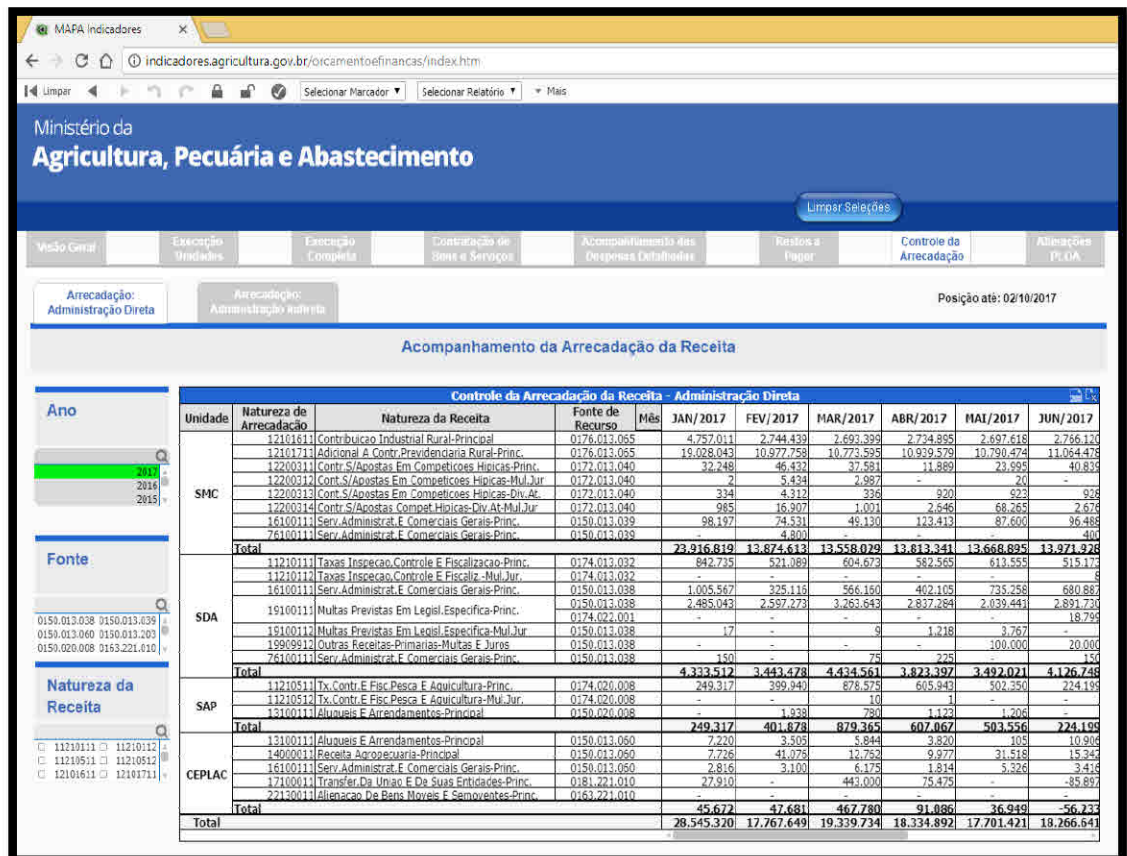 MAPA Indicadores
indicadores.agricultura.gov.br/orcamentoefinancas/index.htm
Limpar Selecionar Marcador Selecionar Relatório Mais
Ministério da
Agricultura, Pecuária e Abastecimento
Limpar Seleções
Visão Geral Execução Unidades Execução Completa Contratação de Bens e Serviços Acompanhamento das Despesas Detalhadas Restos a Pagar Controle da Arrecadação Alterações PLOA
Arrecadação: Administração Direta Arrecadação: Administração Indireta Posição até: 02/10/2017
Acompanhamento da Arrecadação da Receita
Ano
2017
2016
2015
Fonte
0150.013.038 0150.013.039
0150.013.060 0150.013.203
0150.020.008 0163.221.010
Natureza da
Receita
11210111 11210112
11210511 11210512
12101611 12101711
Controle da Arrecadação da Receita - Administração Direta
Unidade Natureza de Arrecadação Natureza da Receita Fonte de Recurso Mês JAN/2017 FEV/2017 MAR/2017 ABR/2017 MAI/2017 JUN/2017
SMC
12101611 Contribuicao Industrial Rural-Principal 0176.013.065 4.757.011 2.744.439 2.693.399 2.734.895 2.697.618 2.766.120
12101711 Adicional A Contr.Previdenciaria Rural-Princ. 0176.013.065 19.028.043 10.977.758 10.773.595 10.939.579 10.790.474 11.064.478
12200311 Contr.S/Apostas Em Competicoes Hipicas-Princ. 0172.013.040 32.248 46.432 37.581 11.889 23.995 40.839
12200312 Cont.S/Apostas Em Competicoes Hipicas-Mul.Jur 0172.013.040 2 5.434 2.987 - 20 -
12200313 Cont.S/Apostas Em Competicoes Hipicas-Div.At. 0172.013.040 334 4.312 336 920 923 928
12200314 Contr.S/Apostas Compet.Hipicas-Div.At-Mul.Jur 0172.013.040 985 16.907 1.001 2.646 68.265 2.676
16100111 Serv.Administrat.E Comerciais Gerais-Princ. 0150.013.039 98.197 74.531 49.130 123.413 87.600 96.488
76100111 Serv.Administrat.E Comerciais Gerais-Princ. 0150.013.039 - 4.800 - - - 400
Total 23.916.819 13.874.613 13.558.029 13.813.341 13.668.895 13.971.928
SDA
11210111 Taxas Inspecao,Controle E Fiscalizacao-Princ. 0174.013.032 842.735 521.089 604.673 582.565 613.555 515.173
11210112 Taxas Inspecao,Controle E Fiscaliz.-Mul.Jur. 0174.013.032 - - - - - 8
16100111 Serv.Administrat.E Comerciais Gerais-Princ. 0150.013.038 1.005.567 325.116 566.160 402.105 735.258 680.887
19100111 Multas Previstas Em Legisl.Especifica-Princ. 0150.013.038 2.485.043 2.597.273 3.263.643 2.837.284 2.039.441 2.891.730
0174.022.001 - - - - - 18.799
19100112 Multas Previstas Em Legisl.Especifica-Mul.Jur 0150.013.038 17 - 9 1.218 3.767 -
19909912 Outras Receitas-Primarias-Multas E Juros 0150.013.038 - - - - 100.000 20.000
76100111 Serv.Administrat.E Comerciais Gerais-Princ. 0150.013.038 150 - 75 225 - 150
Total 4.333.512 3.443.478 4.434.561 3.823.397 3.492.021 4.126.748
SAP
11210511 Tx.Contr.E Fisc.Pesca E Aquicultura-Princ. 0174.020.008 249.317 399.940 878.575 605.943 502.350 224.199
11210512 Tx.Contr.E Fisc.Pesca E Aquicultura-Mul.Jur. 0174.020.008 - - 10 1 - -
13100111 Alugueis E Arrendamentos-Principal 0150.020.008 - 1.938 780 1.123 1.206 -
Total 249.317 401.878 879.365 607.067 503.556 224.199
CEPLAC
13100111 Alugueis E Arrendamentos-Principal 0150.013.060 7.220 3.505 5.844 3.820 105 10.906
14000011 Receita Agropecuaria-Principal 0150.013.060 7.726 41.076 12.762 9.977 31.518 15.342
16100111 Serv.Administrat.E Comerciais Gerais-Princ. 0150.013.060 2.816 3.100 6.175 1.814 5.326 3.416
17100011 Transfer.Da Uniao E De Suas Entidades-Princ. 0181.221.010 27.910 - 443.000 75.475 - -85.897
22130011 Alienacao De Bens Moveis E Semoventes-Princ. 0163.221.010 - - - - - -
Total 45.672 47.681 467.780 91.086 36.949 -56.233
Total 28.545.320 17.767.649 19.339.734 18.334.892 17.701.421 18.266.641